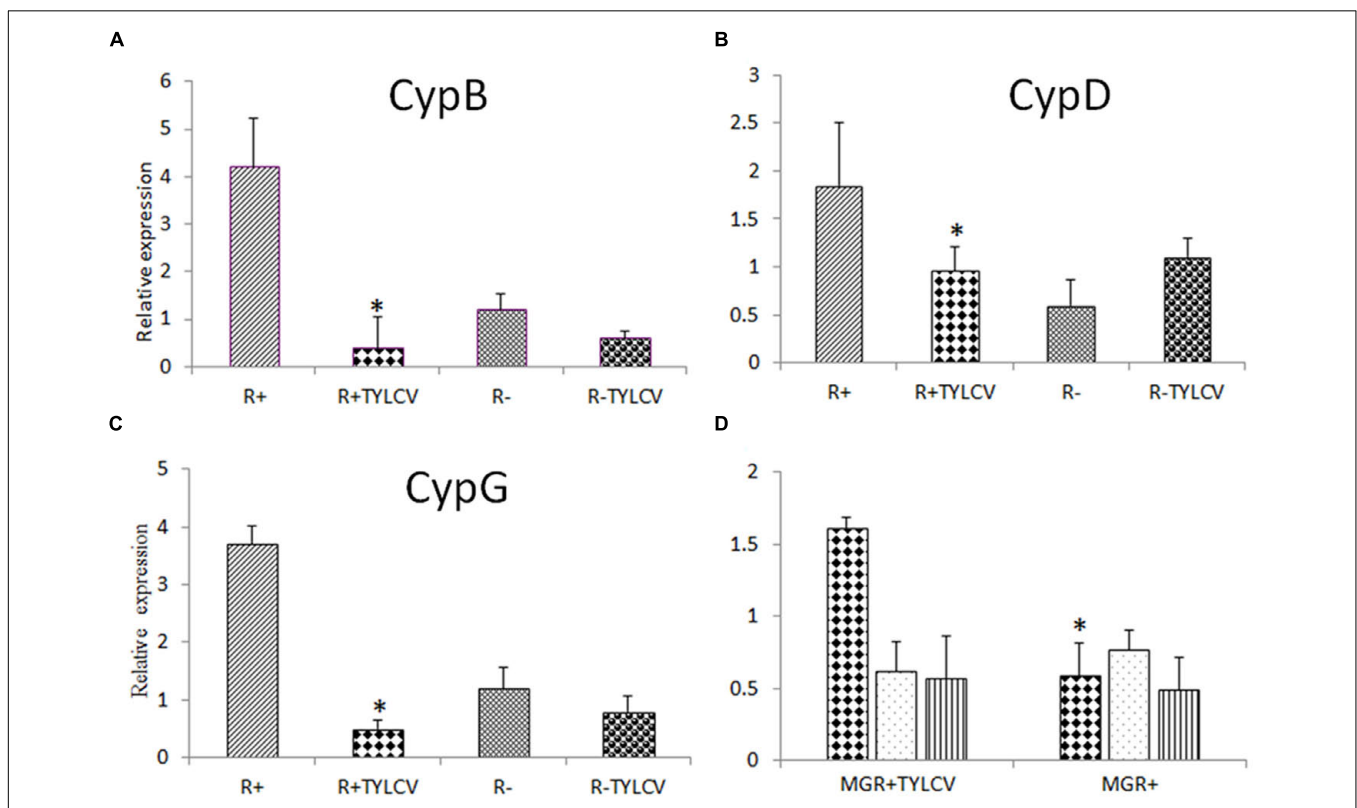 A
CypB
Relative expression
6
5
4
3
2
1
0
*
R+ R+TYLCV R- R-TYLCV
B
CypD
3
2.5
2
1.5
1
0.5
0
*
R+ R+TYLCV R- R-TYLCV
C
CypG
Relative expression
5
4
3
2
1
0
*
R+ R+TYLCV R- R-TYLCV
D
2
1.5
1
0.5
0
*
MGR+TYLCV MGR+